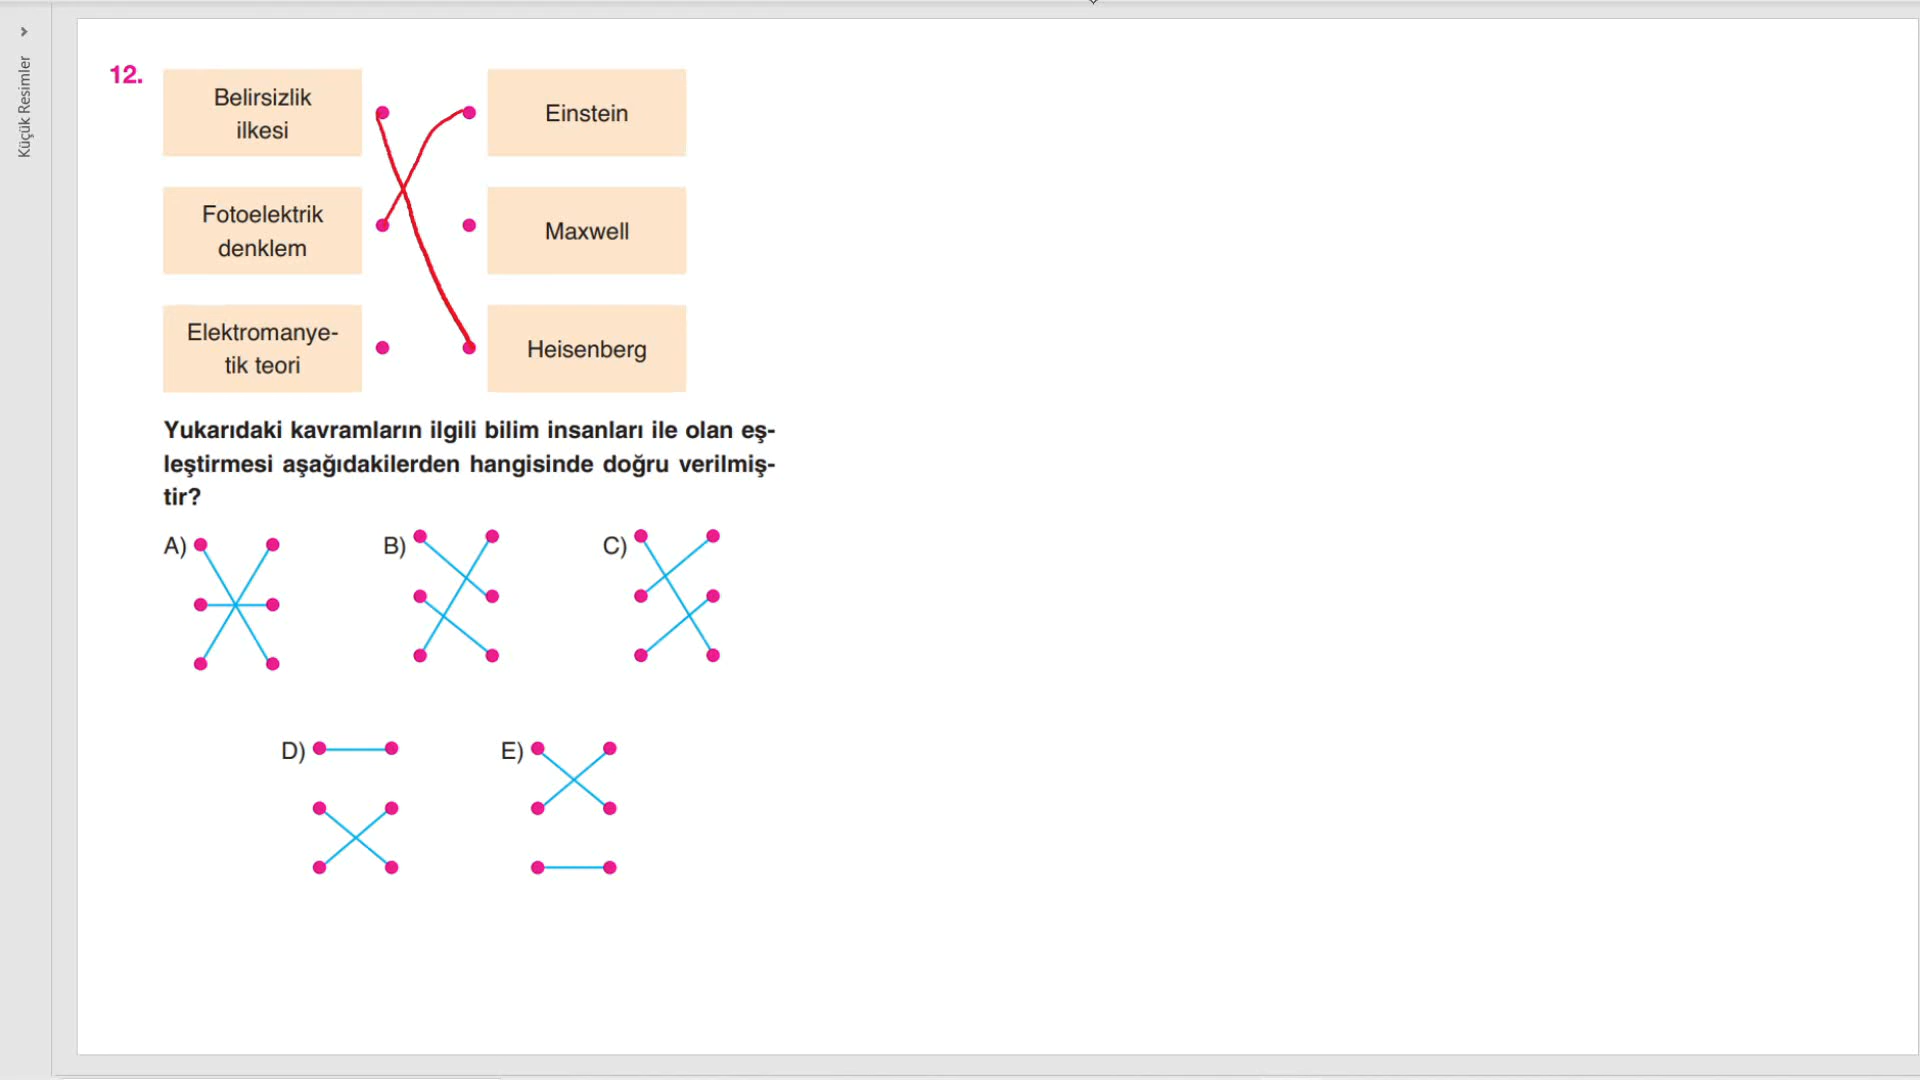 Küçük Resimler
12.
Belirsizlik
ilkesi
Einstein
Fotoelektrik
denklem
Maxwell
Elektromanye-
tik teori
Heisenberg
Yukarıdaki kavramların ilgili bilim insanları ile olan eş-
leştirmesi aşağıdakilerden hangisinde doğru verilmiş-
tir?
A)
B)
C)
D)
E)